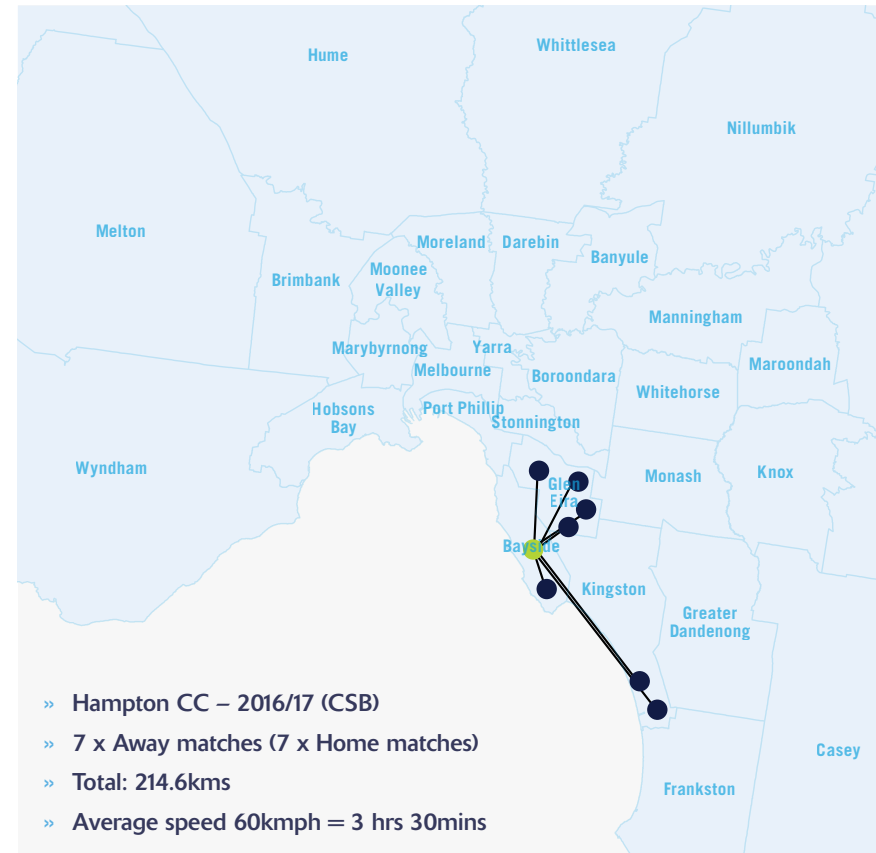 Hume
Whittlesea
Nillumbik
Melton
Brimbank
Moonee
Valley
Moreland
Darebin
Banyule
Manningham
Marybyrnong
Yarra
Melbourne
Boroondara
Maroondah
Whitehorse
Hobsons
Bay
Port Phillip
Stonnington
Wyndham
Glen
Eira
Monash
Knox
Bayside
Kingston
Greater
Dandenong
Casey
Frankston
» Hampton CC – 2016/17 (CSB)
» 7 x Away matches (7 x Home matches)
» Total: 214.6kms
» Average speed 60kmph = 3 hrs 30mins